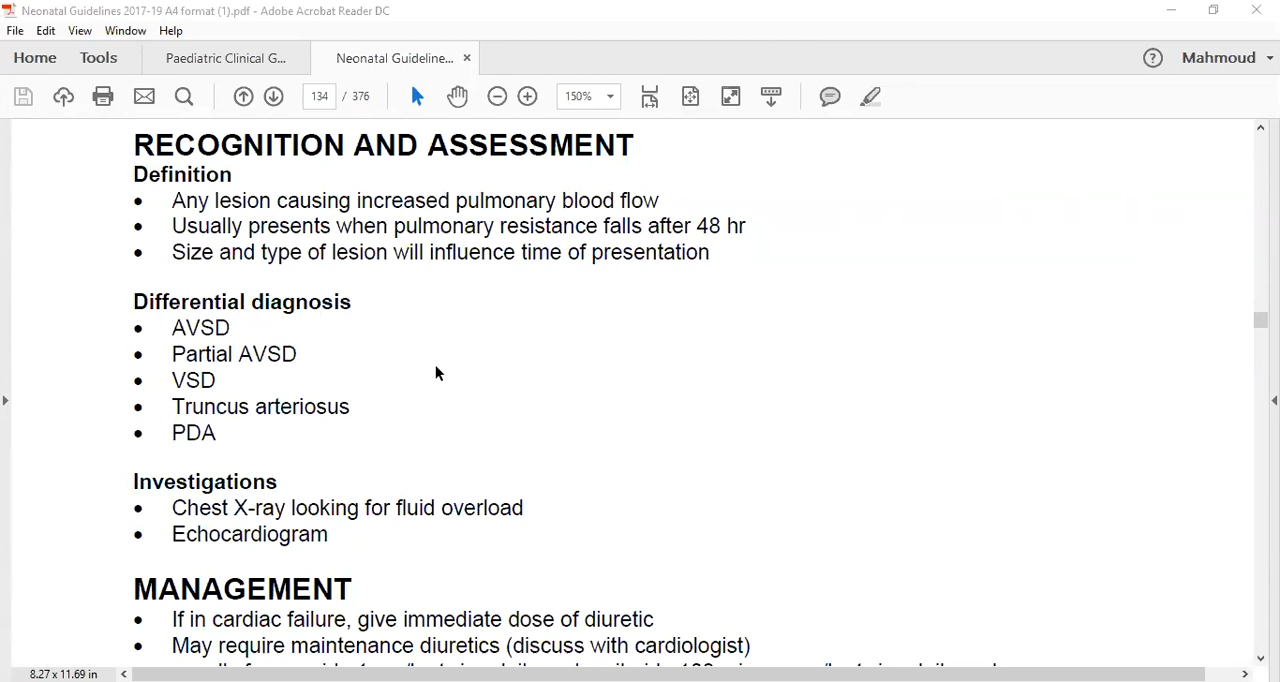 Neonatal Guidelines 2017-19 A4 format (1).pdf - Adobe Acrobat Reader DC
File Edit View Window Help
Home Tools Paediatric Clinical G... Neonatal Guideline... × ? Mahmoud
134 / 376 150%
RECOGNITION AND ASSESSMENT
Definition
• Any lesion causing increased pulmonary blood flow
• Usually presents when pulmonary resistance falls after 48 hr
• Size and type of lesion will influence time of presentation
Differential diagnosis
• AVSD
• Partial AVSD
• VSD
• Truncus arteriosus
• PDA
Investigations
• Chest X-ray looking for fluid overload
• Echocardiogram
MANAGEMENT
• If in cardiac failure, give immediate dose of diuretic
• May require maintenance diuretics (discuss with cardiologist)
8.27 x 11.69 in